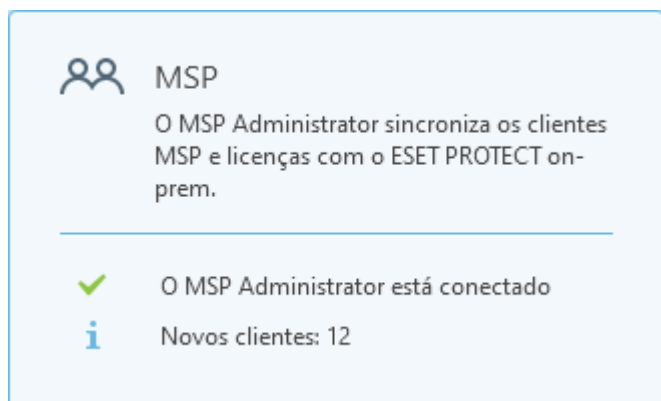 MSP
O MSP Administrator sincroniza os clientes
MSP e licenças com o ESET PROTECT on-
prem.
O MSP Administrator está conectado
Novos clientes: 12